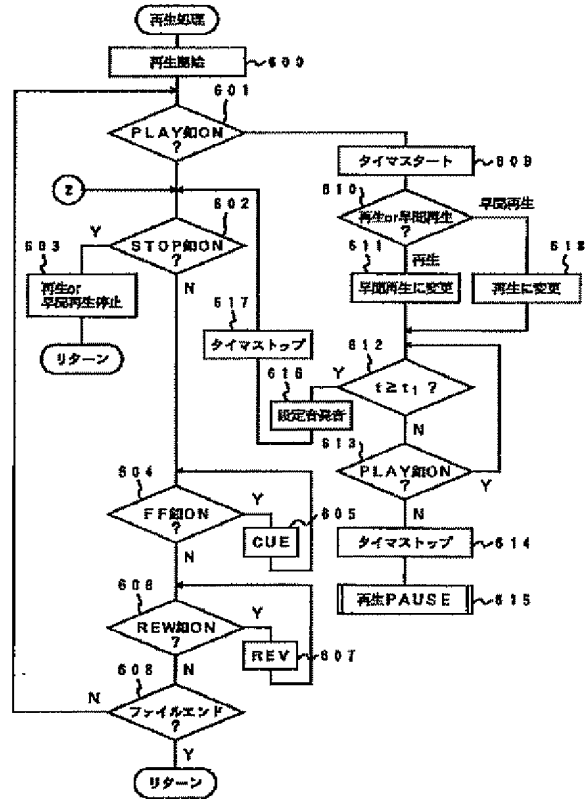 再生処理
再生開始
600
601
PLAY釦ON
?
タイマスタート
609
Z
610
再生or早聞再生
?
早聞再生
602
STOP釦ON
?
Y
N
603
再生or
早聞再生停止
リターン
611
再生
早聞再生に変更
618
再生に変更
617
タイマストップ
612
t≥t₁ ?
Y
N
616
設定音発音
613
PLAY釦ON
?
Y
N
604
FF釦ON
?
Y
N
605
CUE
タイマストップ
614
再生PAUSE
615
606
REW釦ON
?
Y
N
REV
607
608
ファイルエンド
?
N
Y
リターン